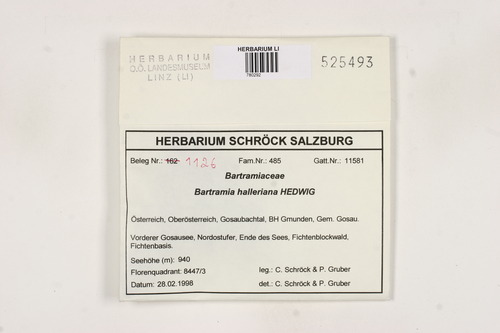 HERBARIUM
O.Ö. LANDESMUSEUM
LINZ (LI)
HERBARIUM LI
780292
525493
HERBARIUM SCHRÖCK SALZBURG
Beleg Nr.: 162 1126 Fam.Nr.: 485 Gatt.Nr.: 11581
Bartramiaceae
Bartramia halleriana HEDWIG
Österreich, Oberösterreich, Gosaubachtal, BH Gmunden, Gem. Gosau.
Vorderer Gosausee, Nordostufer, Ende des Sees, Fichtenblockwald,
Fichtenbasis.
Seehöhe (m): 940
Florenquadrant: 8447/3 leg.: C. Schröck & P. Gruber
Datum: 28.02.1998 det.: C. Schröck & P. Gruber